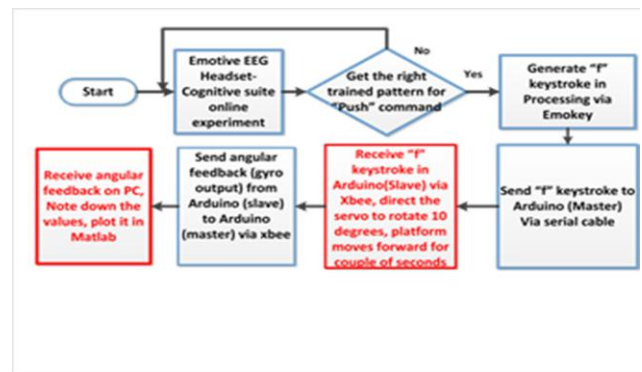 No
Emotive EEG
Headset-
Cognitive suite
online
experiment
Start
Get the right
trained pattern for
"Push" command
Yes
Generate "f"
keystroke in
Processing via
Emokey
Receive angular
feedback on PC,
Note down the
values, plot it in
Matlab
Send angular
feedback (gyro
output) from
Arduino (slave)
to Arduino
(master) via xbee
Receive "f"
keystroke in
Arduino(Slave) via
Xbee, direct the
servo to rotate 10
degrees, platform
moves forward for
couple of seconds
Send "f" keystroke to
Arduino (Master)
Via serial cable